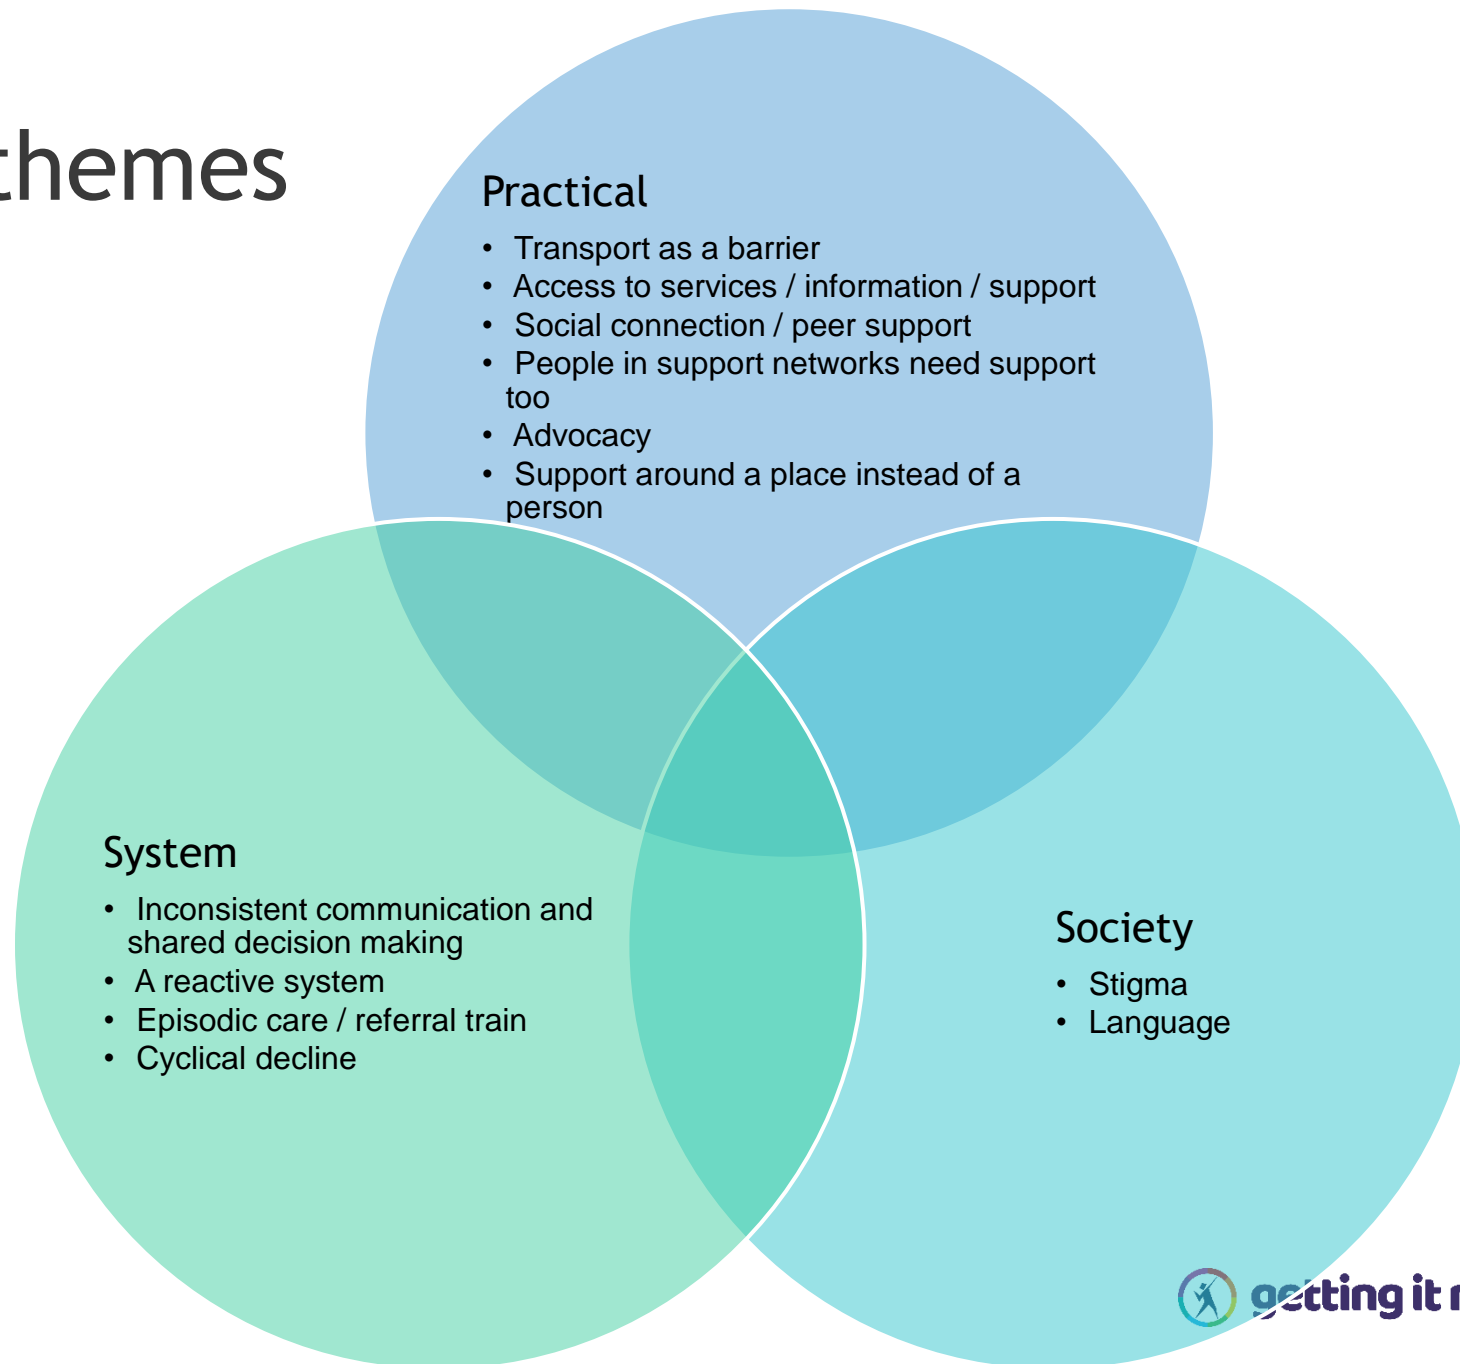 themes
Practical
• Transport as a barrier
• Access to services / information / support
• Social connection / peer support
• People in support networks need support
too
• Advocacy
• Support around a place instead of a
person
System
• Inconsistent communication and
shared decision making
• A reactive system
• Episodic care / referral train
• Cyclical decline
Society
• Stigma
• Language
getting it r